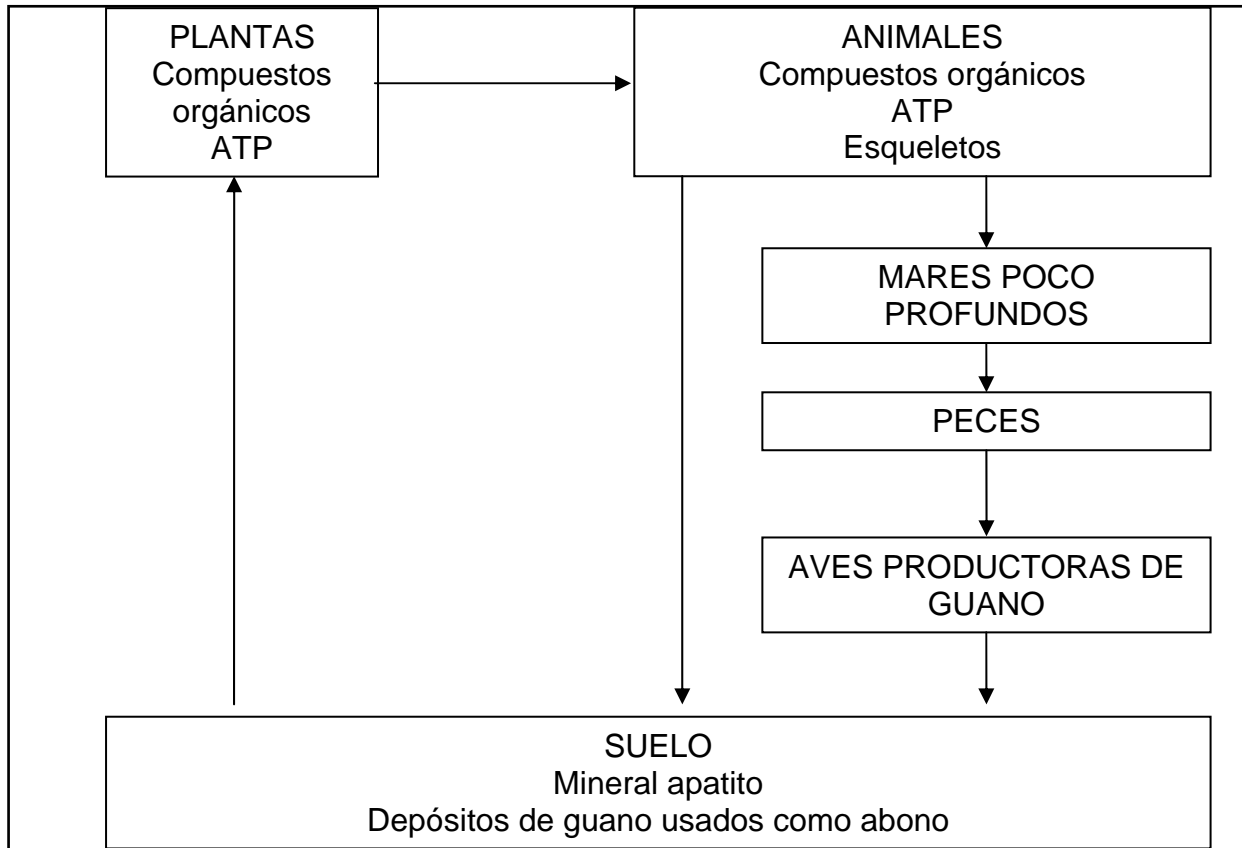 PLANTAS
Compuestos
orgánicos
ATP
ANIMALES
Compuestos orgánicos
ATP
Esqueletos
MARES POCO
PROFUNDOS
PECES
AVES PRODUCTORAS DE
GUANO
SUELO
Mineral apatito
Depósitos de guano usados como abono